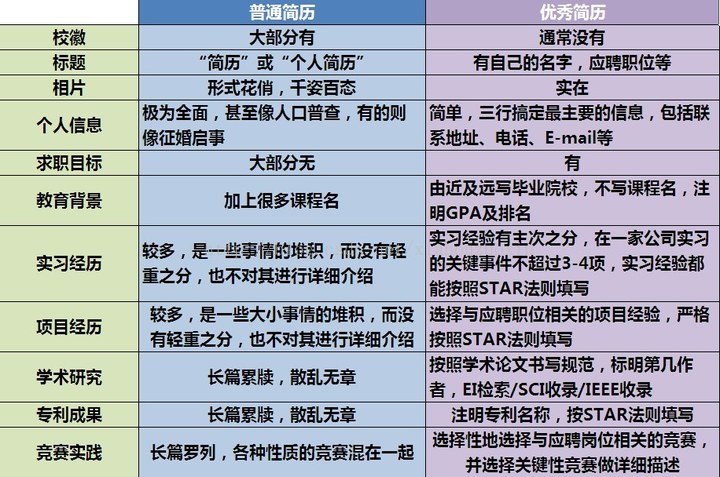 普通简历 优秀简历
校徽 大部分有 通常没有
标题 “简历”或“个人简历” 有自己的名字，应聘职位等
相片 形式花俏，千姿百态 实在
个人信息 极为全面，甚至像人口普查，有的则
像征婚启事
简单，三行搞定最主要的信息，包括联
系地址、电话、E-mail等
求职目标 大部分无 有
教育背景 加上很多课程名
由近及远写毕业院校，不写课程名，注
明GPA及排名
实习经历 较多，是一些事情的堆积，而没有轻
重之分，也不对其进行详细介绍
实习经验有主次之分，在一家公司实习
的关键事件不超过3-4项，实习经验都
能按照STAR法则填写
项目经历 较多，是一些大小事情的堆积，而没
有轻重之分，也不对其进行详细介绍
选择与应聘职位相关的项目经验，严格
按照STAR法则填写
学术研究 长篇累牍，散乱无章
按照学术论文书写规范，标明第几作
者，EI检索/SCI收录/IEEE收录
专利成果 长篇累牍，散乱无章 注明专利名称，按STAR法则填写
竞赛实践 长篇罗列，各种性质的竞赛混在一起
选择性地选择与应聘岗位相关的竞赛，
并选择关键性竞赛做详细描述